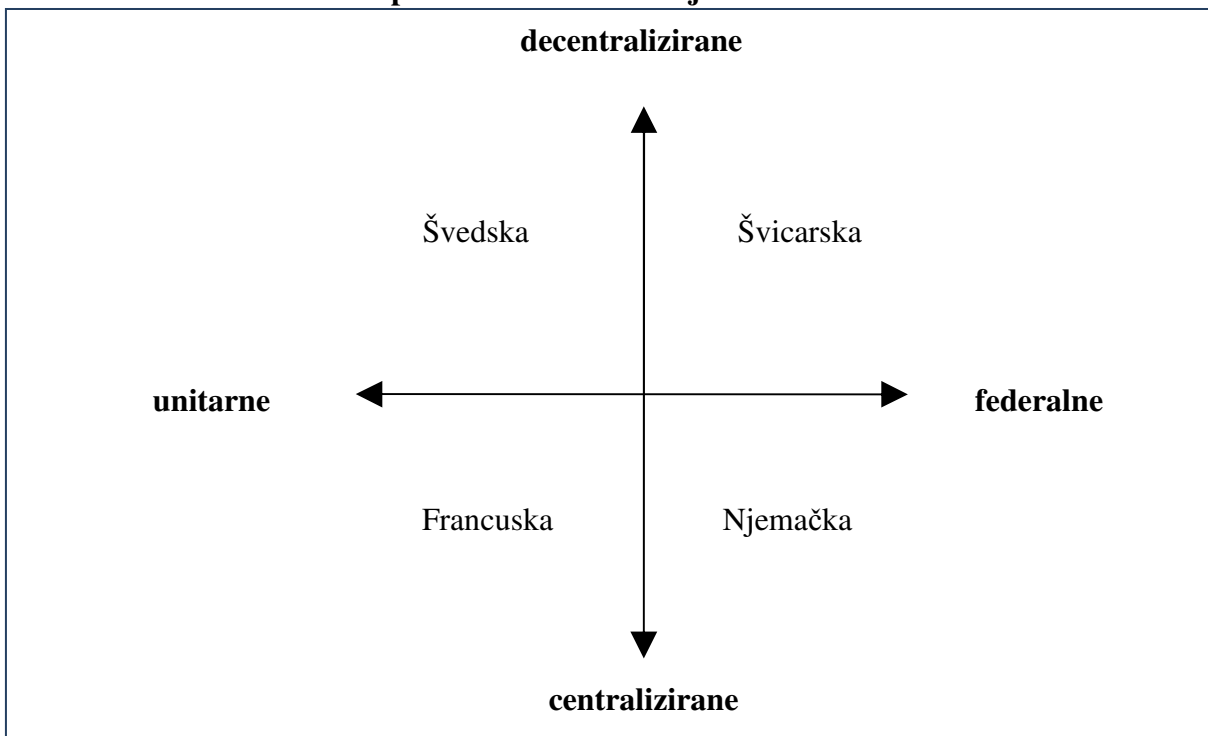 decentralizirane
Švedska Švicarska
unitarne federalne
Francuska Njemačka
centralizirane